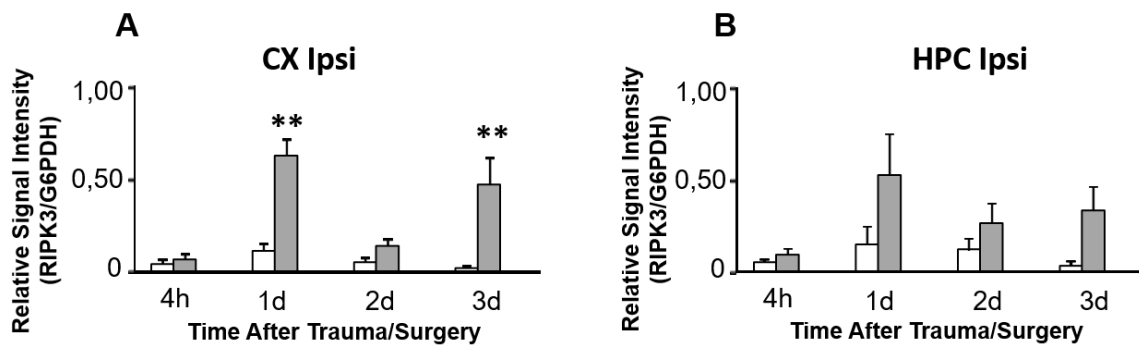 A
CX Ipsi
Relative Signal Intensity
(RIPK3/G6PDH)
1,00
0,50
0
**
**
4h 1d 2d 3d
Time After Trauma/Surgery
B
HPC Ipsi
Relative Signal Intensity
(RIPK3/G6PDH)
1,00
0,50
0
4h 1d 2d 3d
Time After Trauma/Surgery